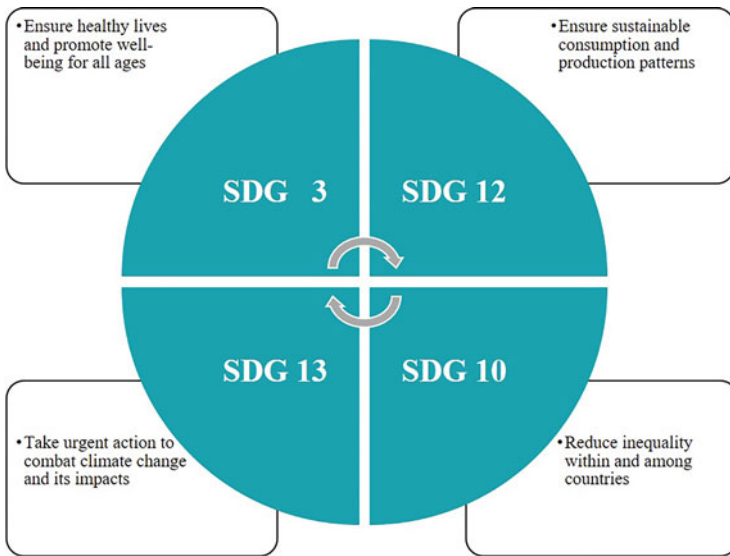 •Ensure healthy lives
and promote well-
being for all ages
•Ensure sustainable
consumption and
production patterns
SDG 3
SDG 12
SDG 13
SDG 10
•Take urgent action to
combat climate change
and its impacts
•Reduce inequality
within and among
countries